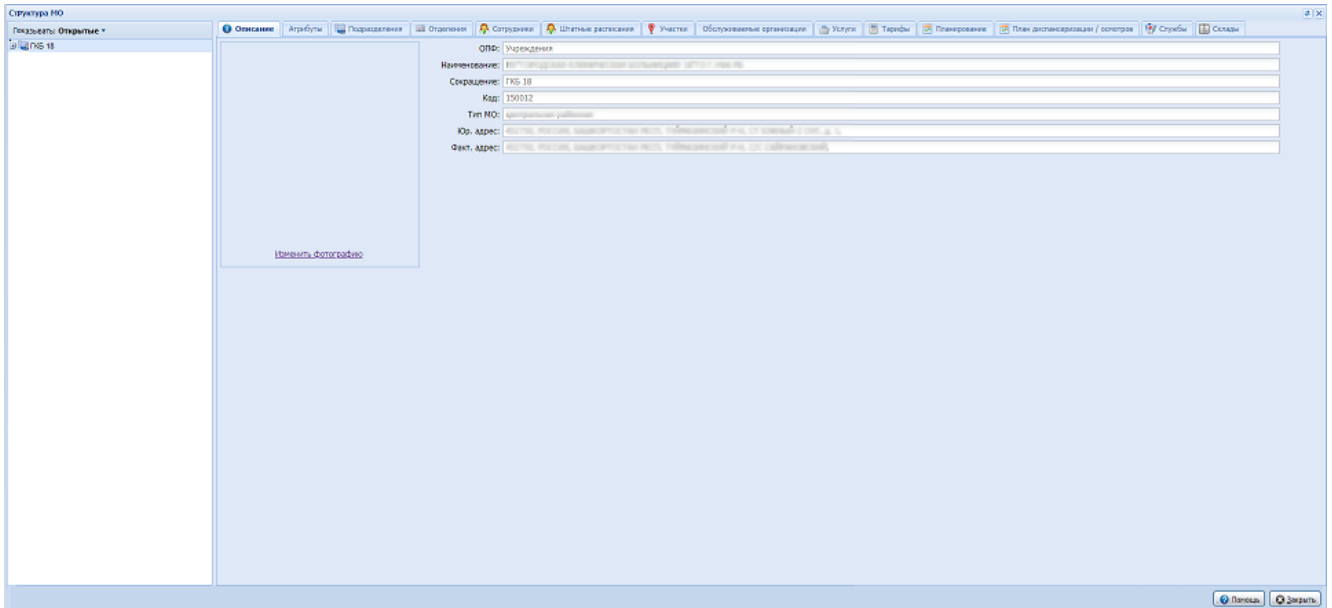 Структура МО
Показывать: Открытые
ГКБ 18
Описание Атрибуты Подразделения Отделения Сотрудники Штатные расписания Участки Обслуживаемые организации Услуги Тарифы Планирование План диспансеризации / осмотров Службы Склады
ОПФ: Учреждения
Наименование:
Сокращение: ГКБ 18
Код: 150012
Тип МО:
Юр. адрес:
Факт. адрес:
Изменить фотографию
Помощь Закрыть